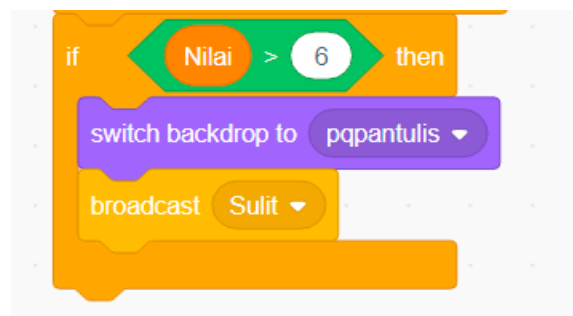 if Nilai > 6 then
switch backdrop to pqpantulis
broadcast Sulit